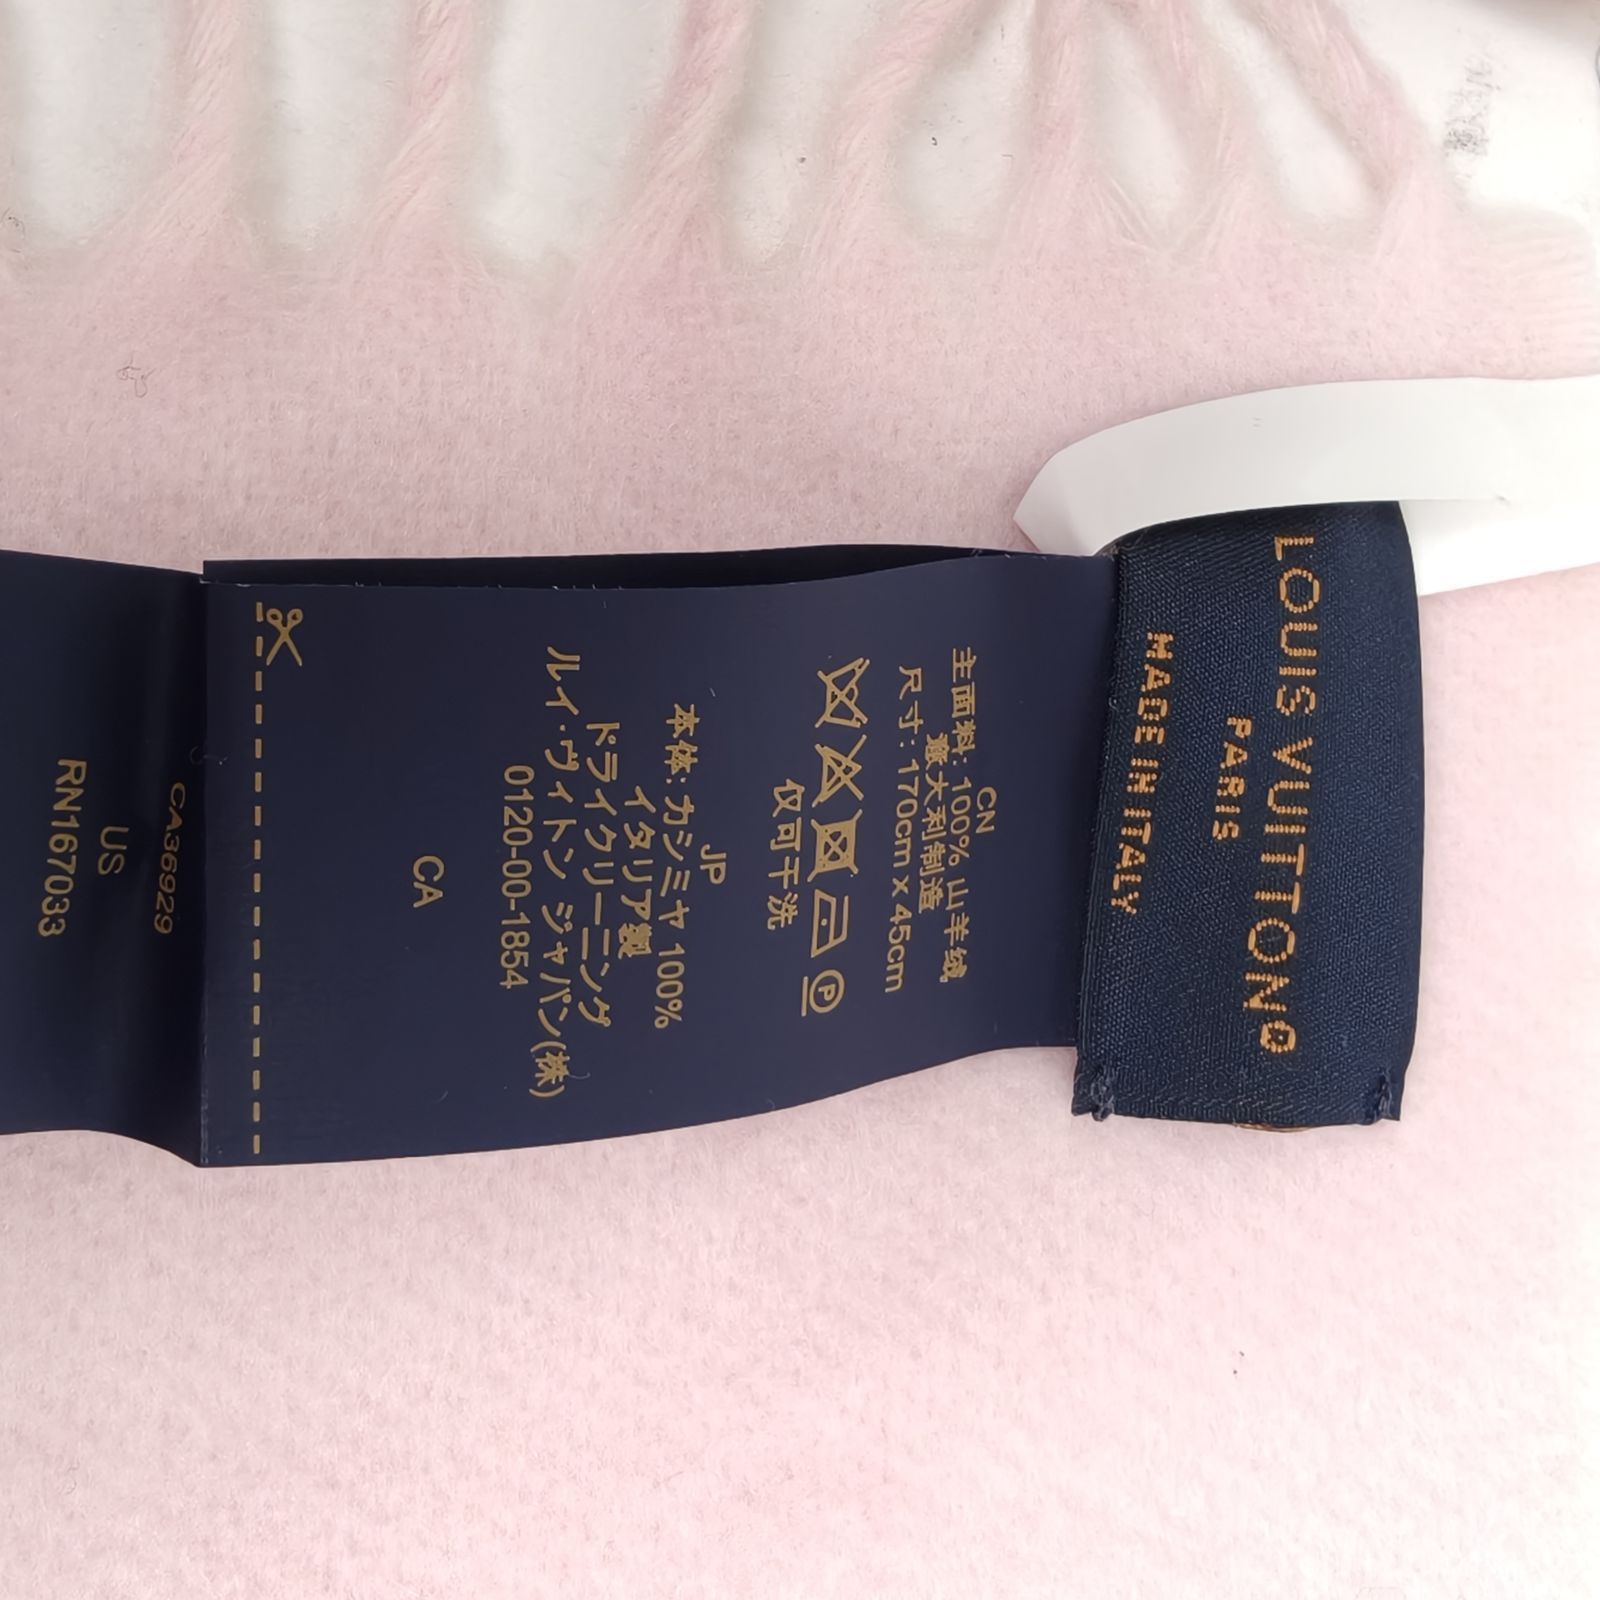 LOUIS VUITTON®
PARIS
MADE IN ITALY
CN
主面料: 100% 山羊绒
意大利制造
尺寸: 170cm x 45cm
仅可干洗
JP
本体: カシミヤ 100%
イタリア製
ドライクリーニング
ルイ・ヴィトン ジャパン(株)
0120-00-1854
CA
CA36929
US
RN167033